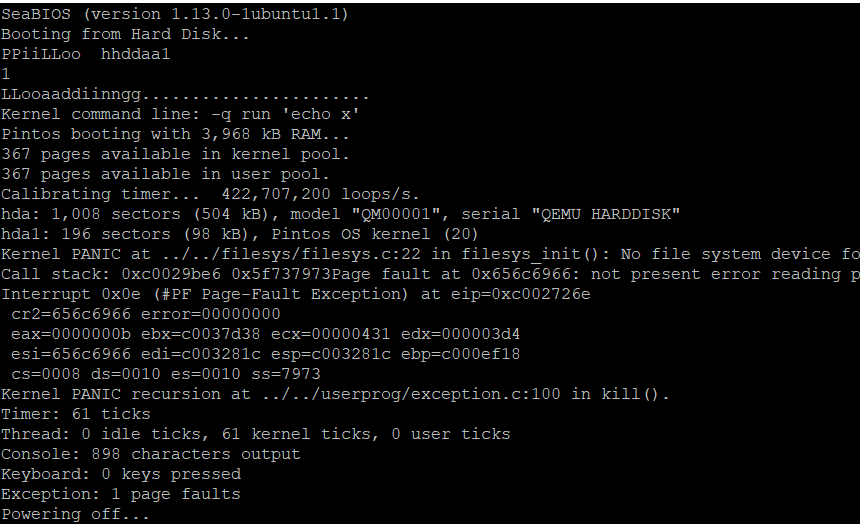 SeaBIOS (version 1.13.0-1ubuntu1.1)
Booting from Hard Disk...
PPiiLLoo  hhddaa1
1
LLooaaddiinngg.......................
Kernel command line: -q run 'echo x'
Pintos booting with 3,968 kB RAM...
367 pages available in kernel pool.
367 pages available in user pool.
Calibrating timer...  422,707,200 loops/s.
hda: 1,008 sectors (504 kB), model "QM00001", serial "QEMU HARDDISK"
hda1: 196 sectors (98 kB), Pintos OS kernel (20)
Kernel PANIC at ../../filesys/filesys.c:22 in filesys_init(): No file system device fo
Call stack: 0xc0029be6 0x5f737973Page fault at 0x656c6966: not present error reading p
Interrupt 0x0e (#PF Page-Fault Exception) at eip=0xc002726e
 cr2=656c6966 error=00000000
 eax=0000000b ebx=c0037d38 ecx=00000431 edx=000003d4
 esi=656c6966 edi=c003281c esp=c003281c ebp=c000ef18
 cs=0008 ds=0010 es=0010 ss=7973
Kernel PANIC recursion at ../../userprog/exception.c:100 in kill().
Timer: 61 ticks
Thread: 0 idle ticks, 61 kernel ticks, 0 user ticks
Console: 898 characters output
Keyboard: 0 keys pressed
Exception: 1 page faults
Powering off...